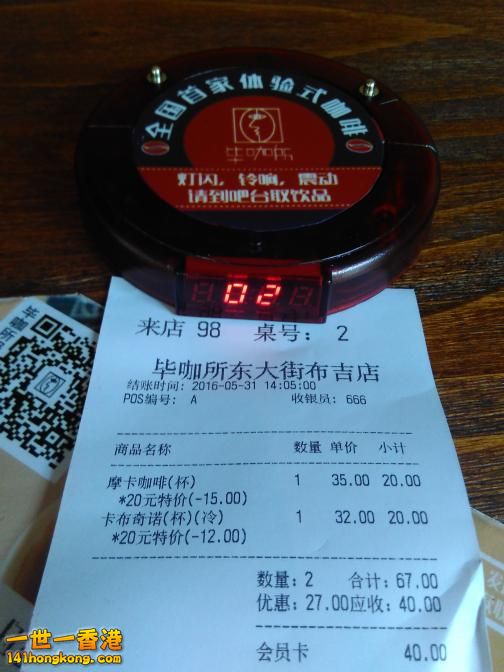 全国首家体验式咖啡
毕咖所
灯闪,铃响,震动
请到吧台取饮品
02
毕咖所
来店 98 桌号: 2
毕咖所东大街布吉店
结账时间: 2016-05-31 14:05:00
POS编号: A 收银员: 666
商品名称 数量 单价 小计
摩卡咖啡(杯) 1 35.00 20.00
*20元特价(-15.00)
卡布奇诺(杯)(冷) 1 32.00 20.00
*20元特价(-12.00)
数量: 2 合计: 67.00
优惠: 27.00应收: 40.00
会员卡 40.00
一世一香港
141hongkong.com